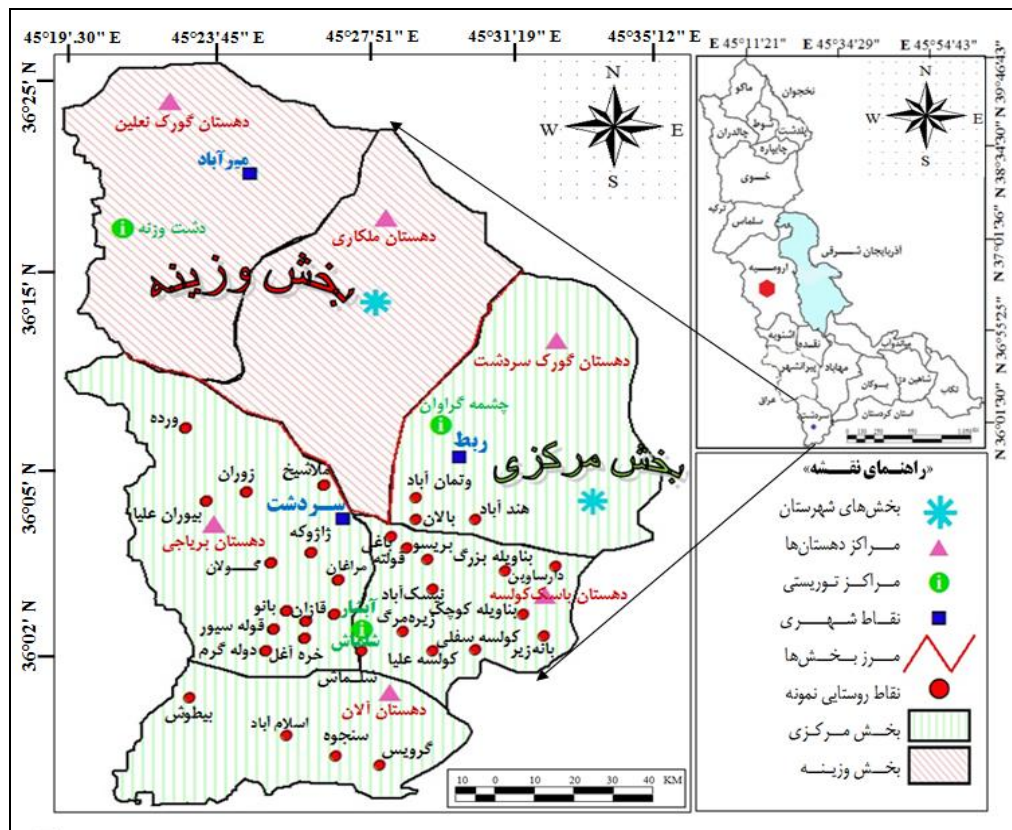 45°19'.30" E
45°23'45" E
45°27'51" E
45°31'19" E
45°35'12" E
36°25' N
36°15' N
36°05' N
36°02' N
N
W
E
S
دهستان گورک نعلین
میرآباد
دشت وزنه
دهستان ملکاری
بخش وزینه
دهستان گورک سردشت
چشمه گراوان
ربط
بخش مرکزی
ورده
ملاشیخ
زوران
وتمان آباد
بیوران علیا
سردشت
بالان
هند آباد
دهستان بریاجی
ژاژوکه
باغی
بریسو
بناویله بزرگ
گولان
قولته
دارساوین
مراغان
نیسک‌آباد
دهستان باسک‌کولسه
بانو
قازان
آبشار
زیره‌مرگ
بناویله کوچک
قوله سیور
شلماش
کولسه سفلی
بانه‌زیر
دوله گرم
خره آغل
کولسه علیا
شلماش
دهستان آلان
بیطوش
اسلام آباد
سنجوه
گرویس
10 0 10 20 30 40 KM
E 45°11'21"
E 45°34'29"
E 45°54'43"
N 39°46'43"
N 38°34'30"
N 37°01'36"
N 36°55'25"
N 36°01'30"
N
W
E
S
ماکو
نخجوان
شوط
پلدشت
چالدران
چایپاره
خوی
ترکیه
سلماس
آذربایجان شرقی
ارومیه
اشنویه
نقده
میاندوآب
پیرانشهر
مهاباد
بوکان
شاهین دژ
تکاب
عراق
سردشت
استان کردستان
«راهنمای نقشه»
بخش‌های شهرستان
مراکز دهستان‌ها
مراکز توریستی
نقاط شهری
مرز بخش‌ها
نقاط روستایی نمونه
بخش مرکزی
بخش وزینه